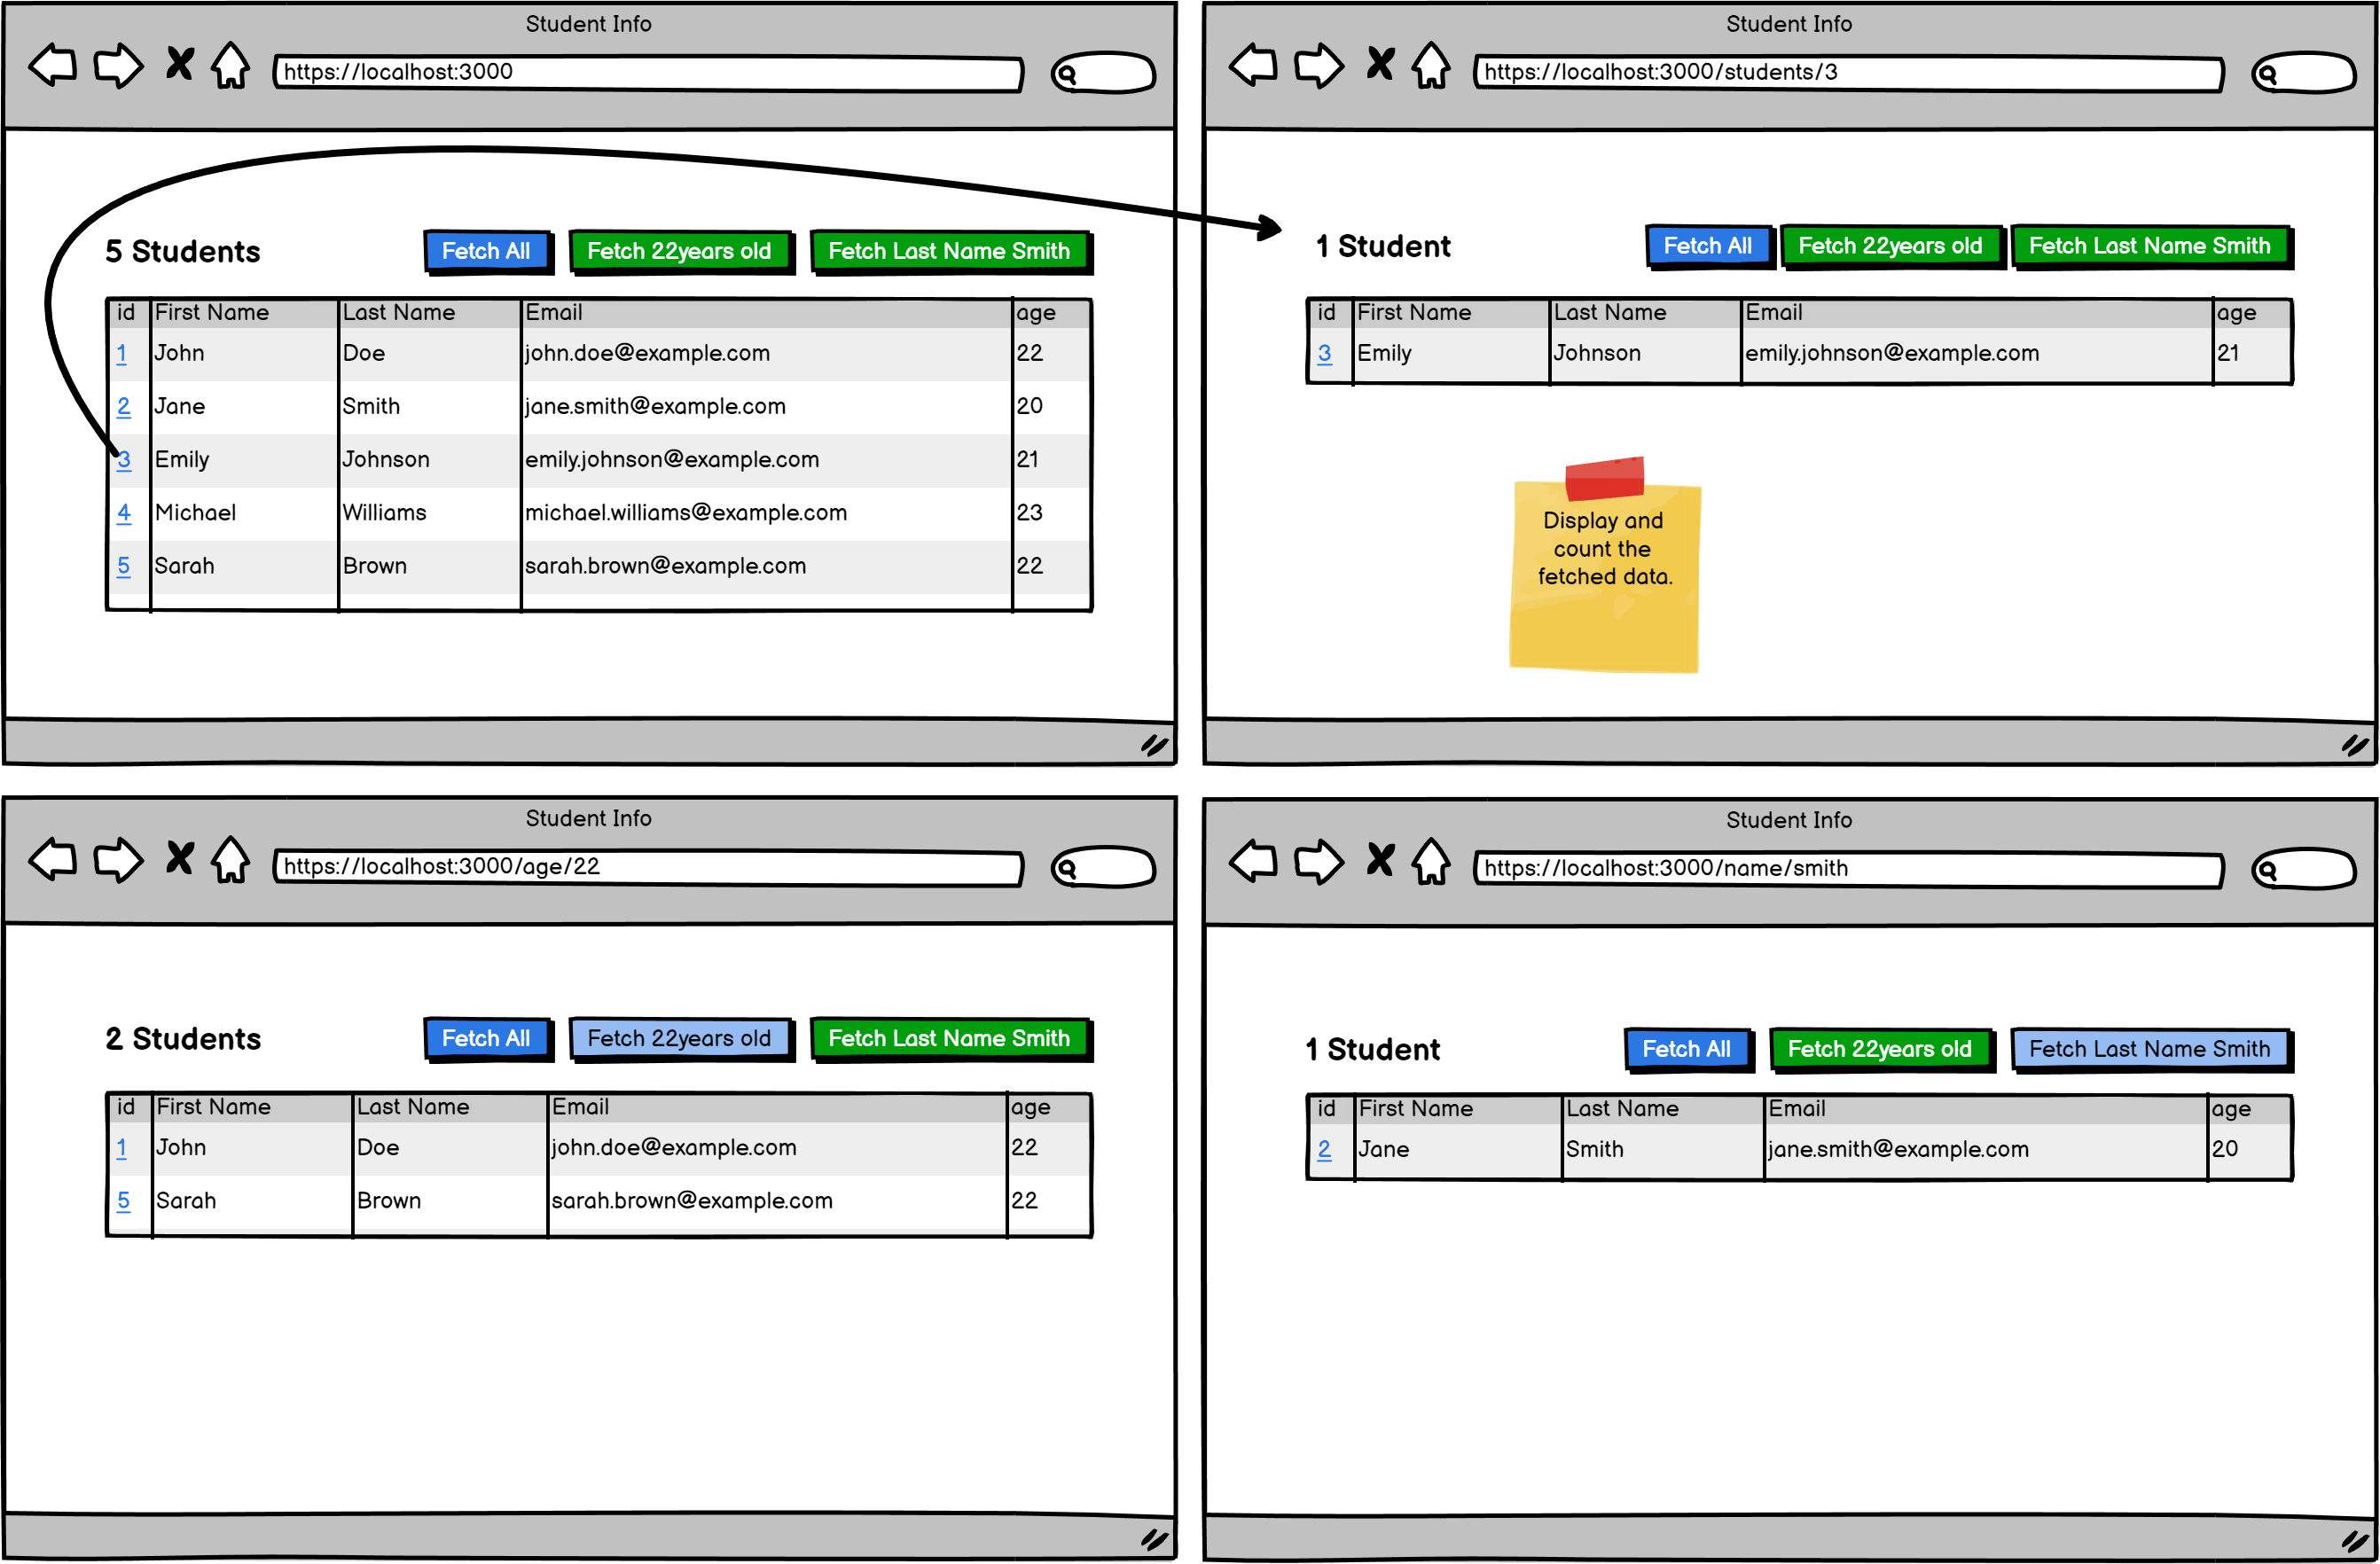 Student Info
https://localhost:3000
5 Students
Fetch All
Fetch 22years old
Fetch Last Name Smith
id First Name Last Name Email age
1 John Doe john.doe@example.com 22
2 Jane Smith jane.smith@example.com 20
3 Emily Johnson emily.johnson@example.com 21
4 Michael Williams michael.williams@example.com 23
5 Sarah Brown sarah.brown@example.com 22
Student Info
https://localhost:3000/students/3
1 Student
Fetch All
Fetch 22years old
Fetch Last Name Smith
id First Name Last Name Email age
3 Emily Johnson emily.johnson@example.com 21
Display and
count the
fetched data.
Student Info
https://localhost:3000/age/22
2 Students
Fetch All
Fetch 22years old
Fetch Last Name Smith
id First Name Last Name Email age
1 John Doe john.doe@example.com 22
5 Sarah Brown sarah.brown@example.com 22
Student Info
https://localhost:3000/name/smith
1 Student
Fetch All
Fetch 22years old
Fetch Last Name Smith
id First Name Last Name Email age
2 Jane Smith jane.smith@example.com 20